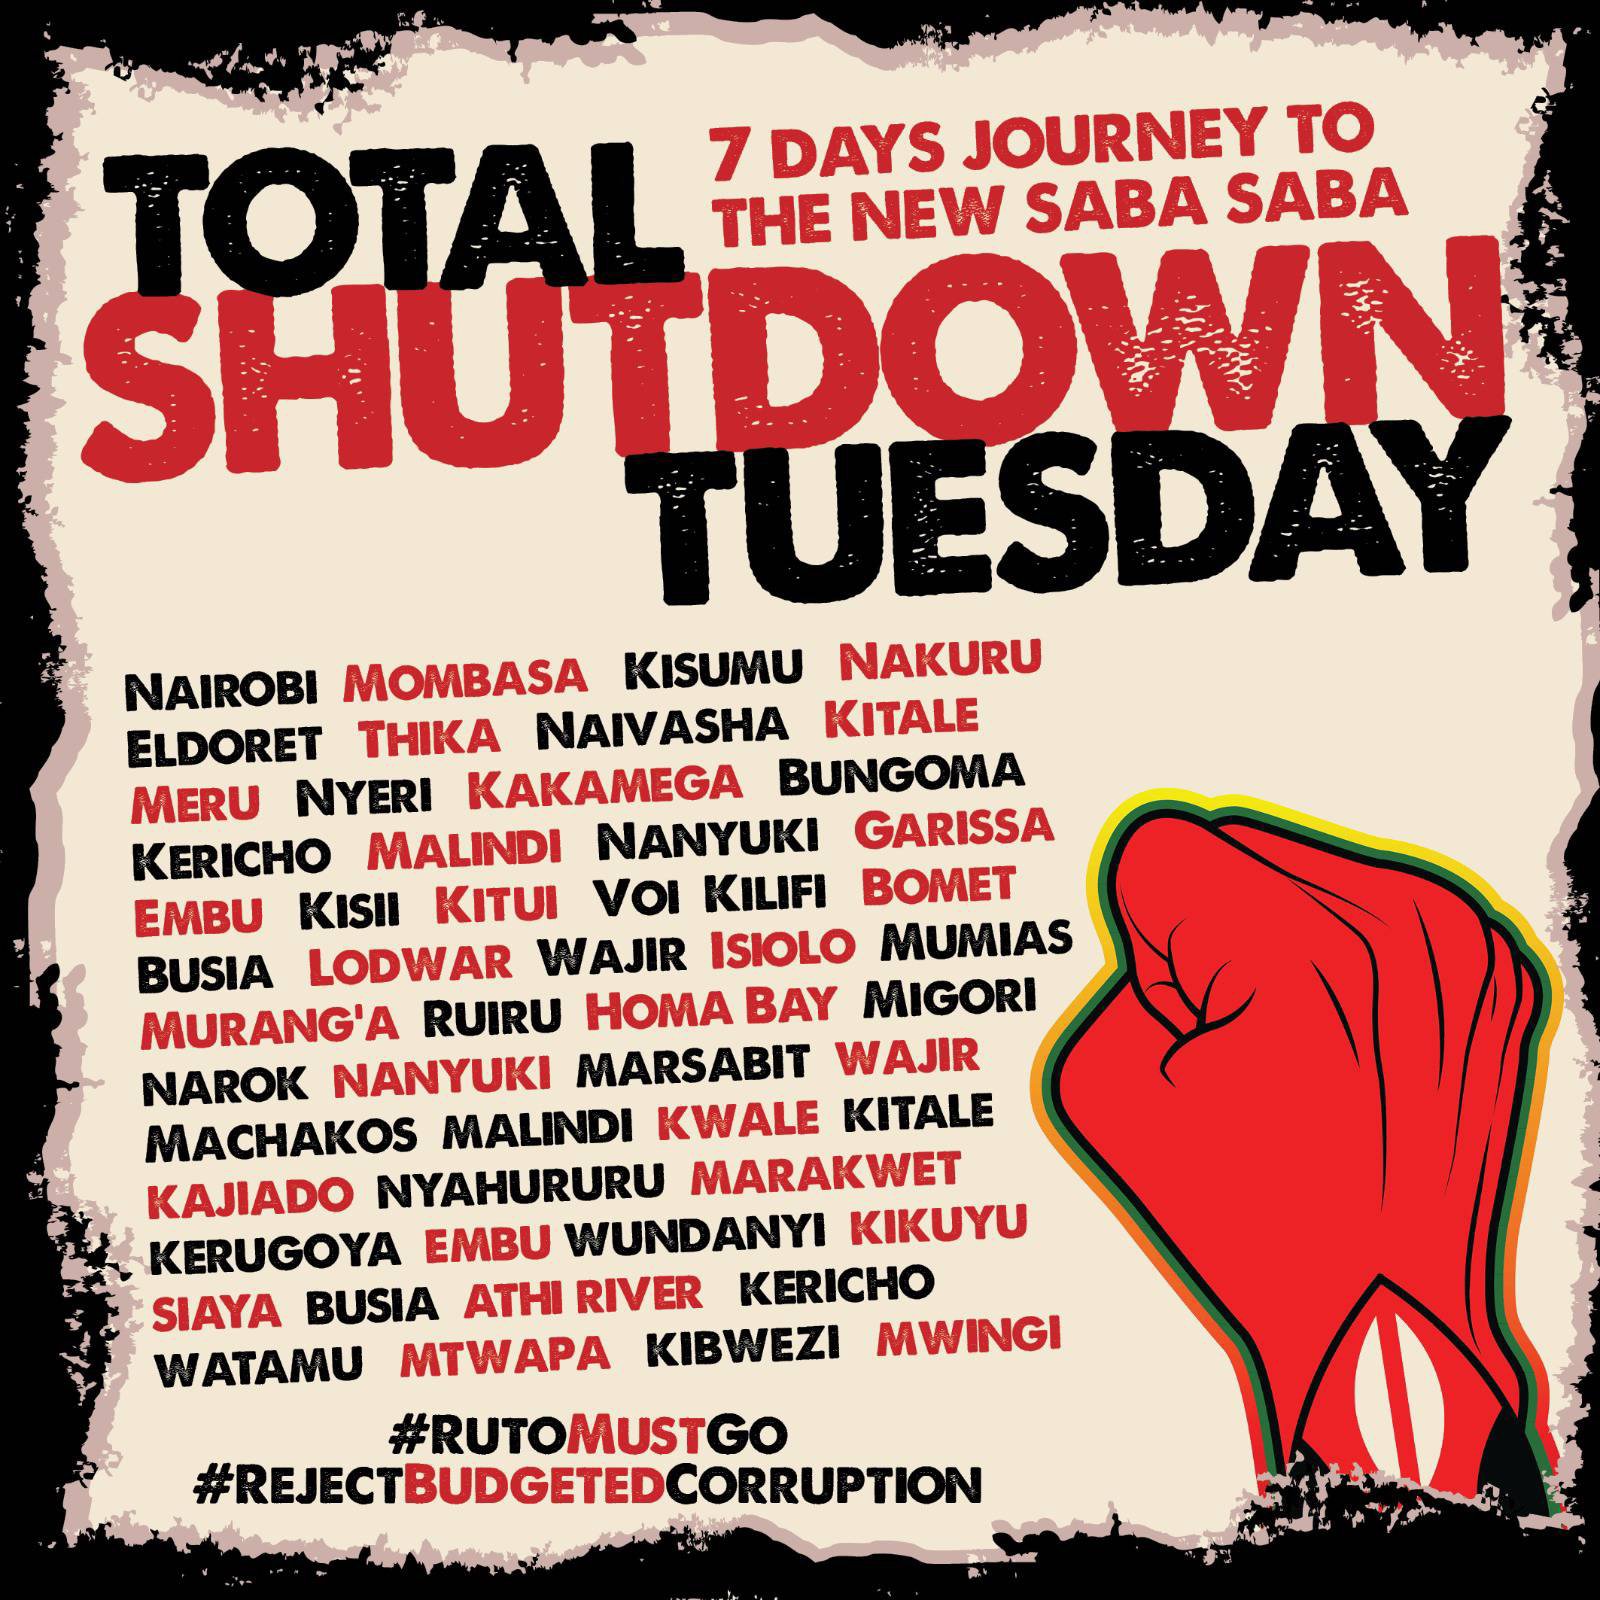 TOTAL
7 DAYS JOURNEY TO
THE NEW SABA SABA
SHUTDOWN
TUESDAY
NAIROBI MOMBASA KISUMU NAKURU
ELDORET THIKA NAIVASHA KITALE
MERU NYERI KAKAMEGA BUNGOMA
KERICHO MALINDI NANYUKI GARISSA
EMBU KISII KITUI VOI KILIFI BOMET
BUSIA LODWAR WAJIR ISIOLO MUMIAS
MURANG'A RUIRU HOMA BAY MIGORI
NAROK NANYUKI MARSABIT WAJIR
MACHAKOS MALINDI KWALE KITALE
KAJIADO NYAHURURU MARAKWET
KERUGOYA EMBU WUNDANYI KIKUYU
SIAYA BUSIA ATHI RIVER KERICHO
WATAMU MTWAPA KIBWEZI MWINGI
#RUTOMUSTGO
#REJECTBUDGETEDCORRUPTION